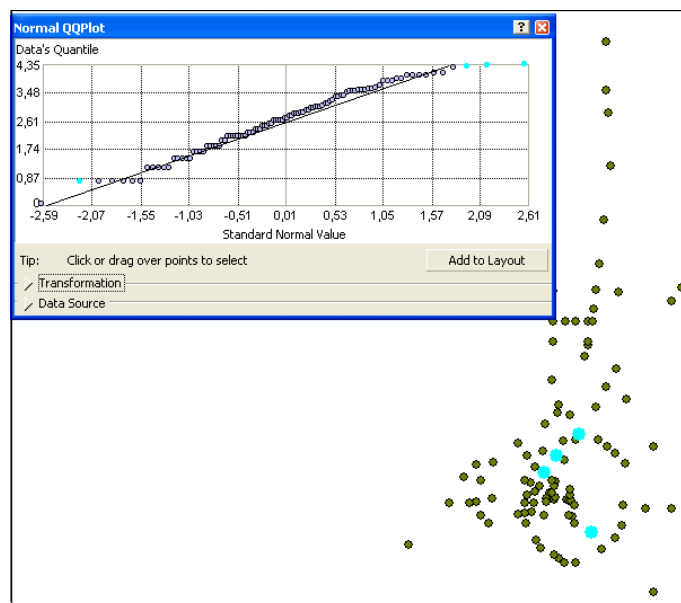 Normal QQPlot
Data's Quantile
4,35
3,48
2,61
1,74
0,87
0
-2,59 -2,07 -1,55 -1,03 -0,51 0,01 0,53 1,05 1,57 2,09 2,61
Standard Normal Value
Tip: Click or drag over points to select Add to Layout
Transformation
Data Source